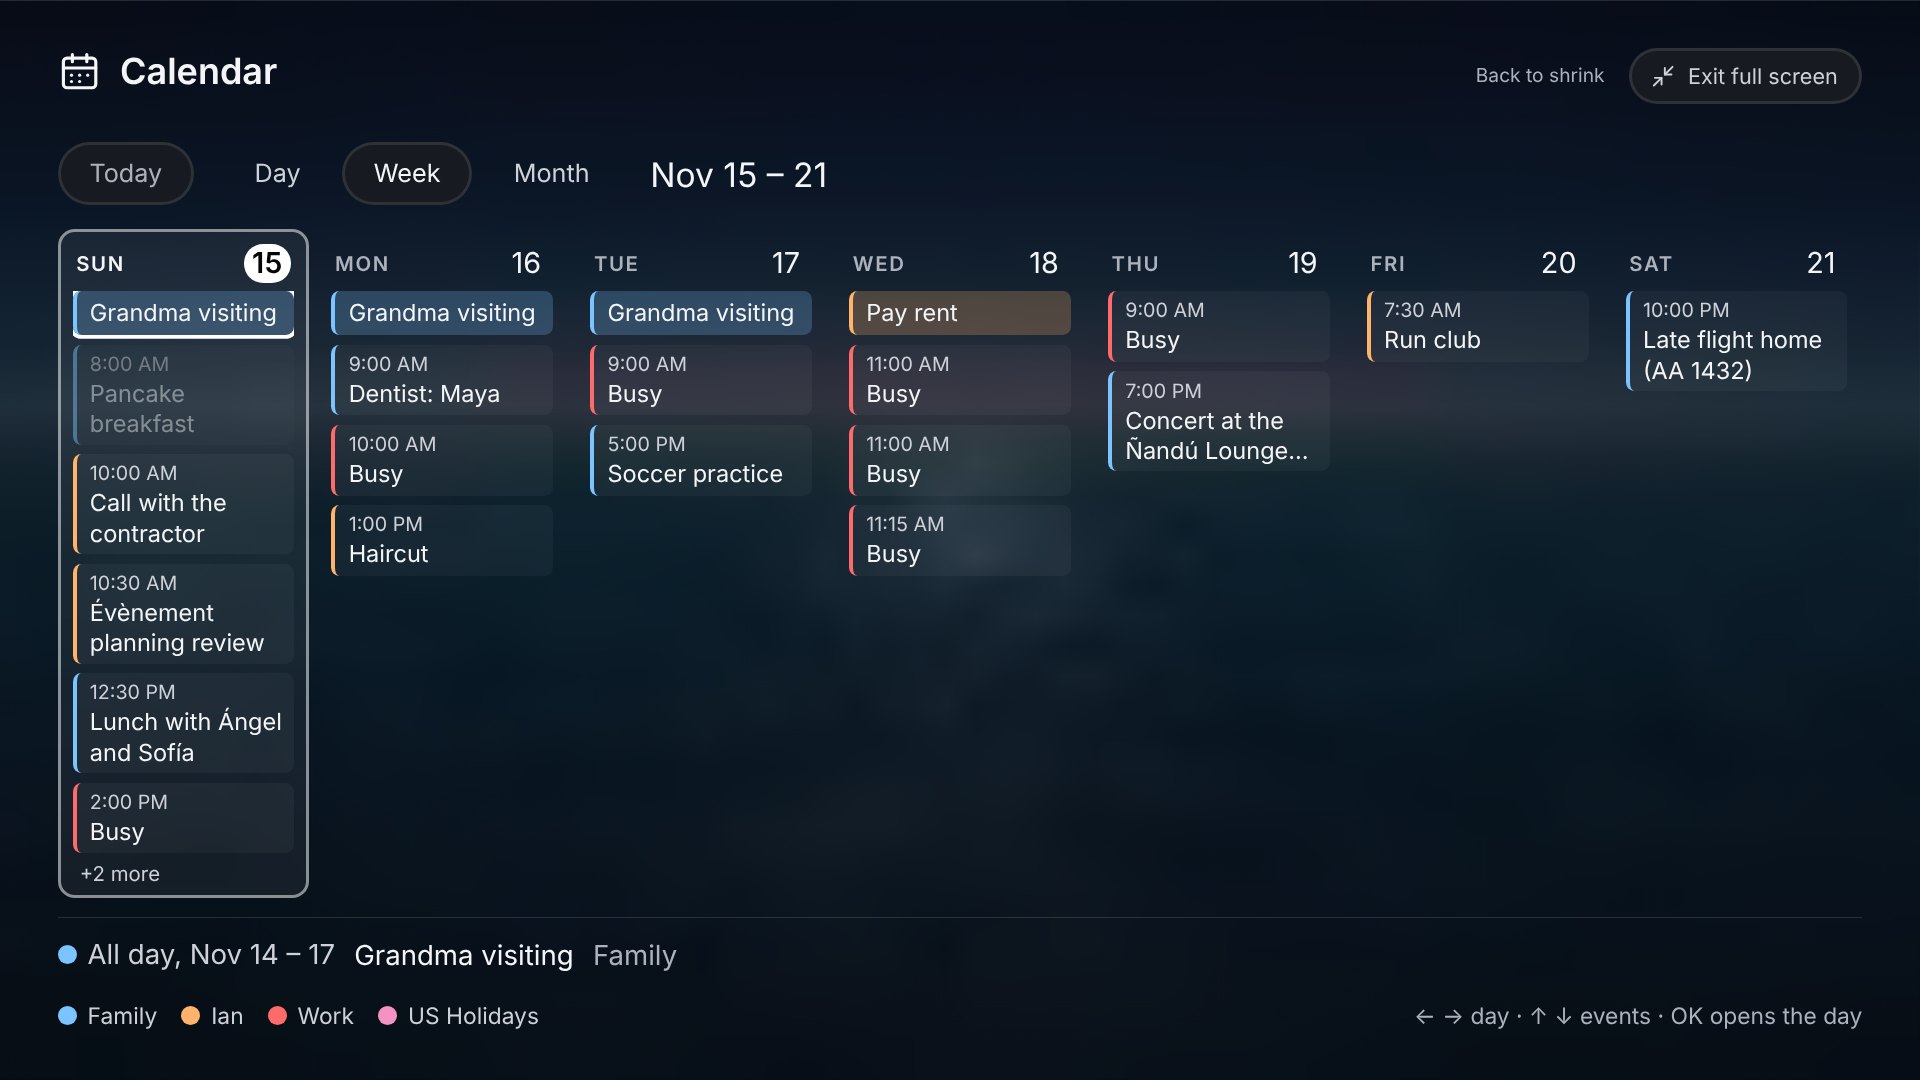 Calendar
Back to shrink
Exit full screen
Today
Day
Week
Month
Nov 15 – 21
SUN 15
Grandma visiting
8:00 AM
Pancake
breakfast
10:00 AM
Call with the
contractor
10:30 AM
Évènement
planning review
12:30 PM
Lunch with Ángel
and Sofía
2:00 PM
Busy
+2 more
MON 16
Grandma visiting
9:00 AM
Dentist: Maya
10:00 AM
Busy
1:00 PM
Haircut
TUE 17
Grandma visiting
9:00 AM
Busy
5:00 PM
Soccer practice
WED 18
Pay rent
11:00 AM
Busy
11:00 AM
Busy
11:15 AM
Busy
THU 19
9:00 AM
Busy
7:00 PM
Concert at the
Ñandú Lounge...
FRI 20
7:30 AM
Run club
SAT 21
10:00 PM
Late flight home
(AA 1432)
All day, Nov 14 – 17 Grandma visiting Family
Family Ian Work US Holidays
← → day · ↑ ↓ events · OK opens the day